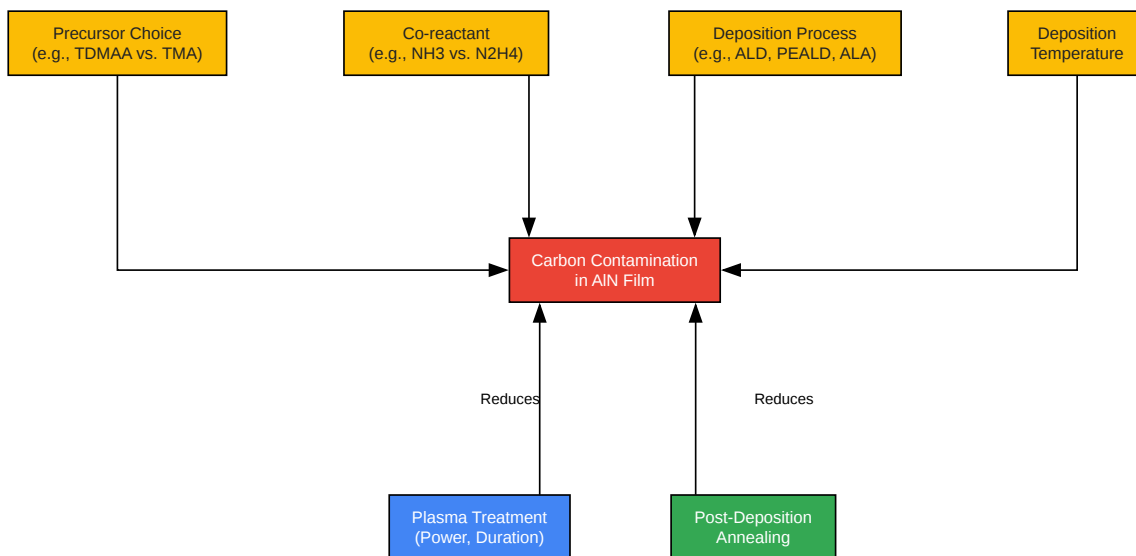 Precursor Choice
(e.g., TDMAA vs. TMA)
Co-reactant
(e.g., NH3 vs. N2H4)
Deposition Process
(e.g., ALD, PEALD, ALA)
Deposition
Temperature
Carbon Contamination
in AlN Film
Reduces
Reduces
Plasma Treatment
(Power, Duration)
Post-Deposition
Annealing